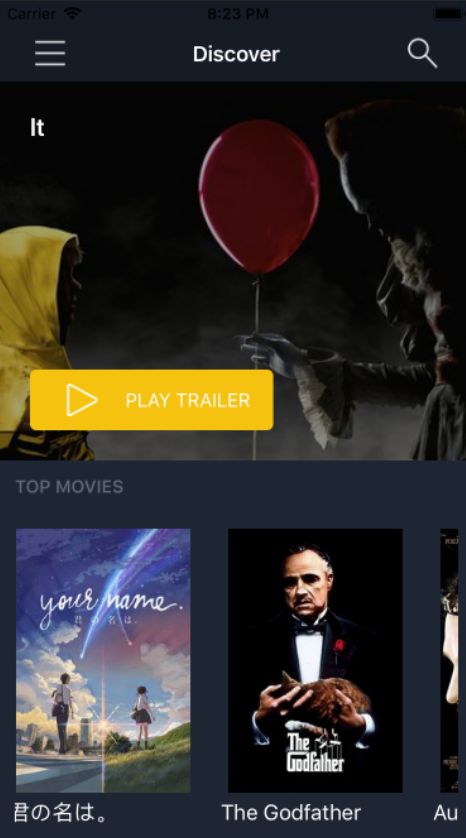 Carrier 8:23 PM
Discover
It
PLAY TRAILER
TOP MOVIES
your name.
君の名は。
The
Godfather
君の名は。
The Godfather
Au